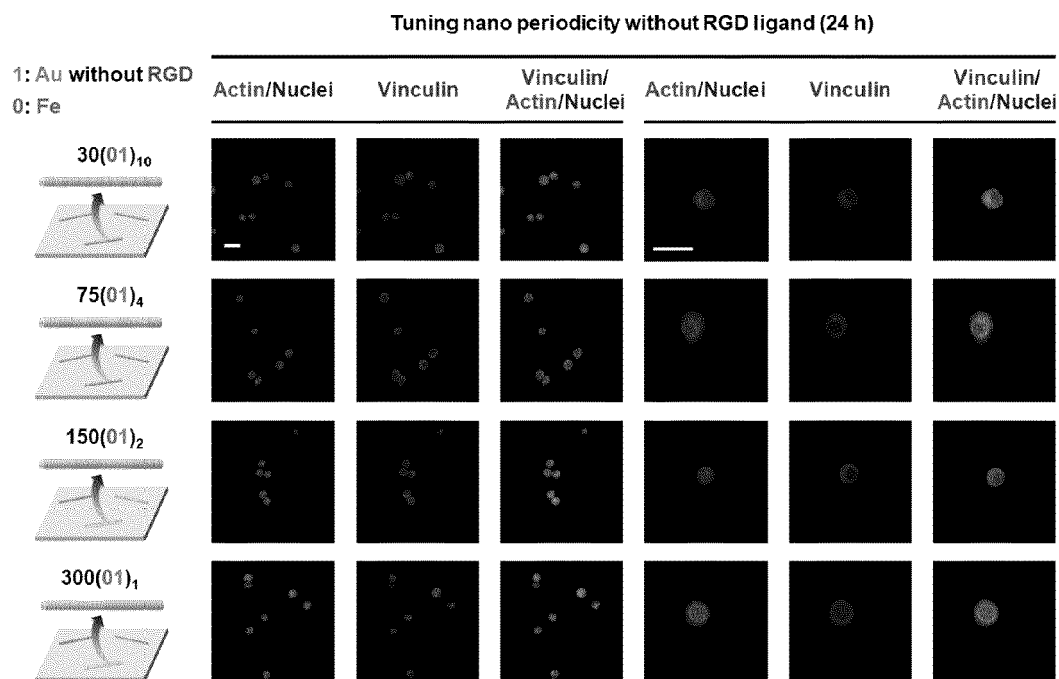 Tuning nano periodicity without RGD ligand (24 h)
1: Au without RGD
0: Fe
Actin/Nuclei
Vinculin
Vinculin/
Actin/Nuclei
Actin/Nuclei
Vinculin
Vinculin/
Actin/Nuclei
30(01)₁₀
75(01)₄
150(01)₂
300(01)₁